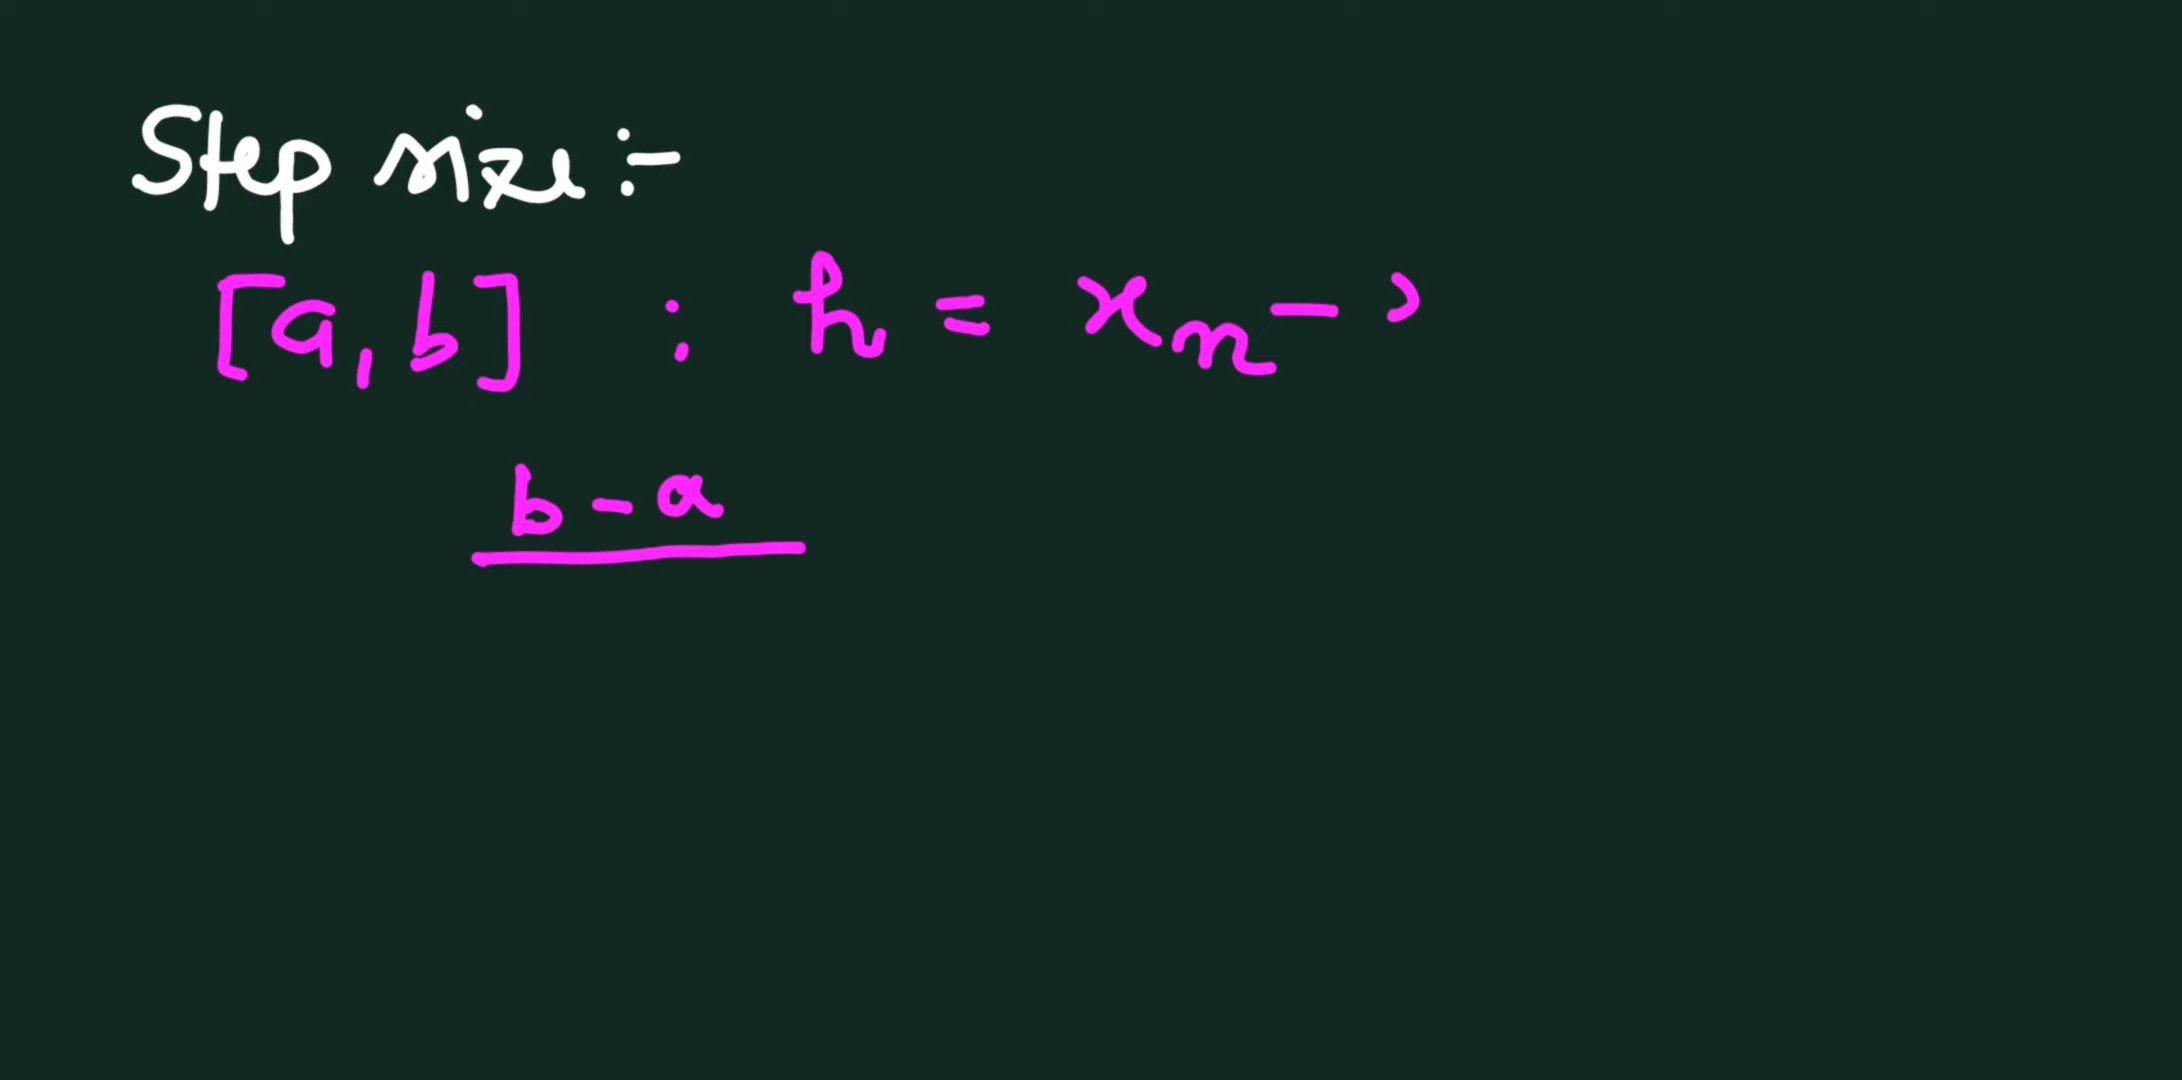 Step size :-
[a, b] : h = xₙ -
b - a